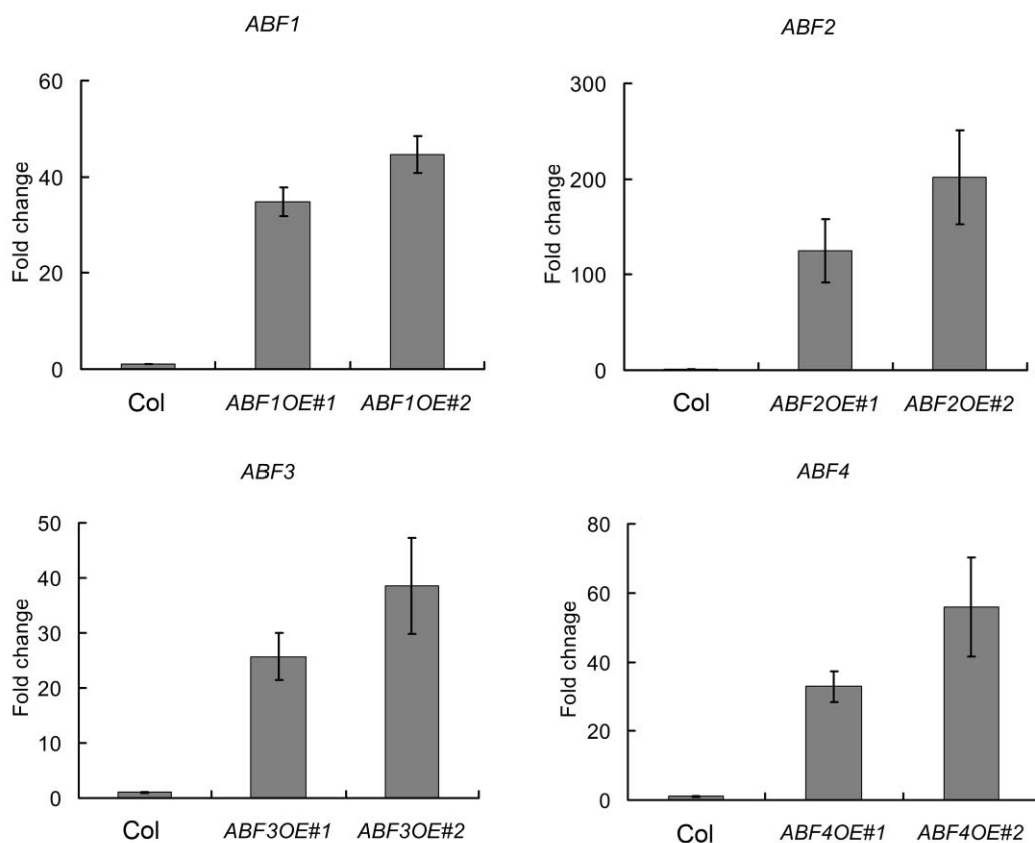 ABF1
Fold change
60
40
20
0
Col
ABF1OE#1
ABF1OE#2
ABF2
Fold change
300
200
100
0
Col
ABF2OE#1
ABF2OE#2
ABF3
Fold change
50
40
30
20
10
0
Col
ABF3OE#1
ABF3OE#2
ABF4
Fold chnage
80
60
40
20
0
Col
ABF4OE#1
ABF4OE#2